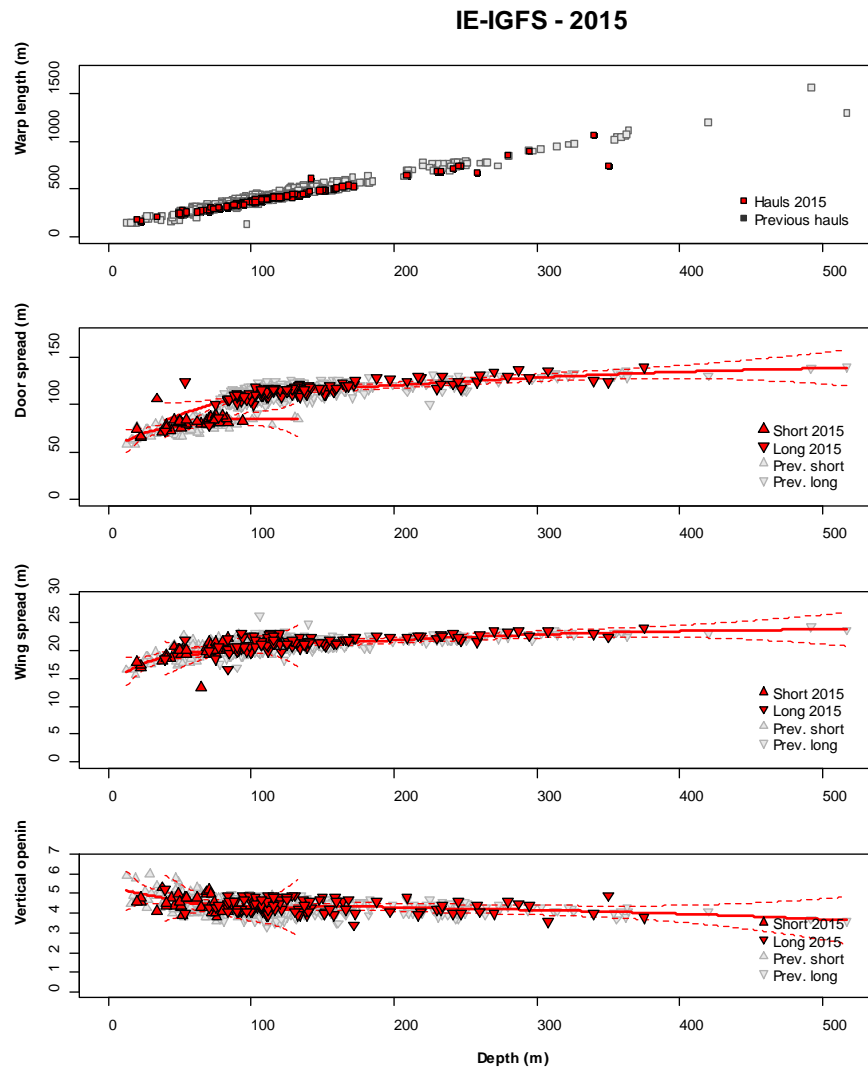 IE-IGFS - 2015
Warp length (m)
1500
1000
500
0
Hauls 2015
Previous hauls
0 100 200 300 400 500
Door spread (m)
150
100
50
0
Short 2015
Long 2015
Prev. short
Prev. long
0 100 200 300 400 500
Wing spread (m)
30
25
20
15
10
5
0
Short 2015
Long 2015
Prev. short
Prev. long
0 100 200 300 400 500
Vertical openin
7
6
5
4
3
2
1
0
Short 2015
Long 2015
Prev. short
Prev. long
0 100 200 300 400 500
Depth (m)